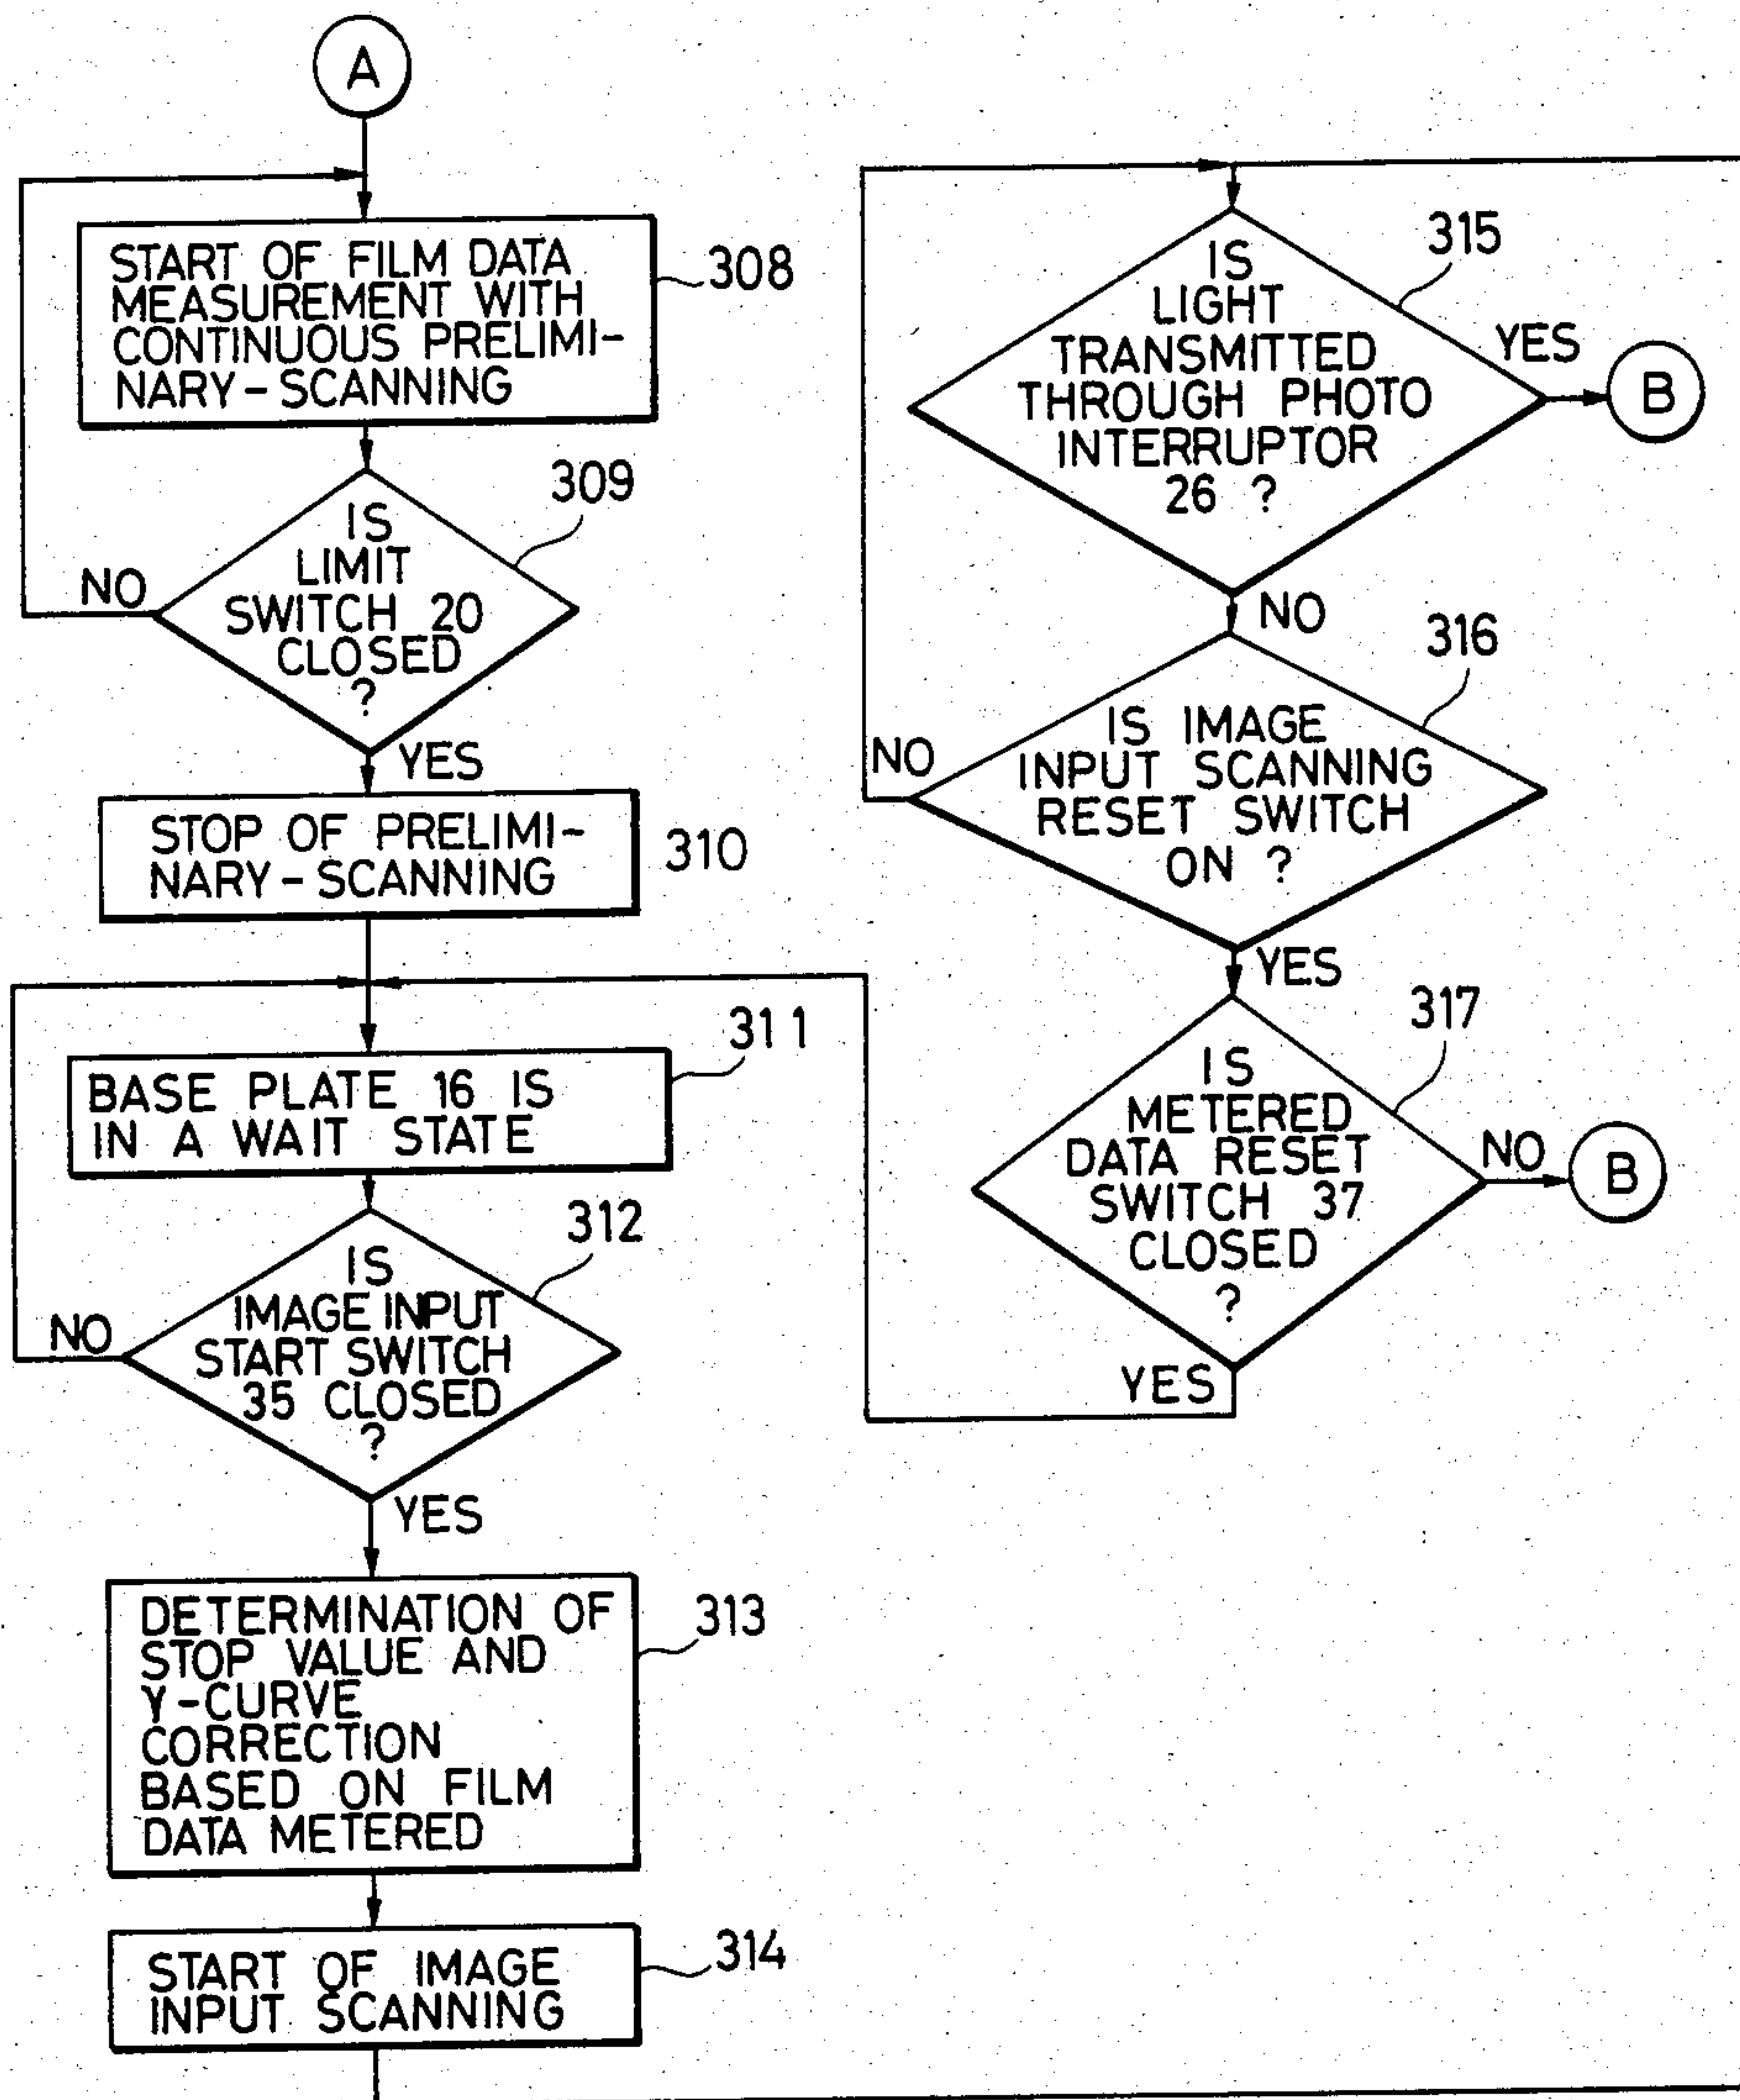 A
START OF FILM DATA
MEASUREMENT WITH
CONTINUOUS PRELIMI-
NARY-SCANNING
308
309
IS
LIMIT
SWITCH 20
CLOSED
?
NO
YES
STOP OF PRELIMI-
NARY-SCANNING
310
311
BASE PLATE 16 IS
IN A WAIT STATE
312
IS
IMAGE INPUT
START SWITCH
35 CLOSED
?
NO
YES
DETERMINATION OF
STOP VALUE AND
γ-CURVE
CORRECTION
BASED ON FILM
DATA METERED
313
START OF IMAGE
INPUT SCANNING
314
315
IS
LIGHT
TRANSMITTED
THROUGH PHOTO
INTERRUPTOR
26 ?
YES
B
NO
316
IS IMAGE
INPUT SCANNING
RESET SWITCH
ON ?
NO
YES
317
IS
METERED
DATA RESET
SWITCH 37
CLOSED
?
NO
B
YES